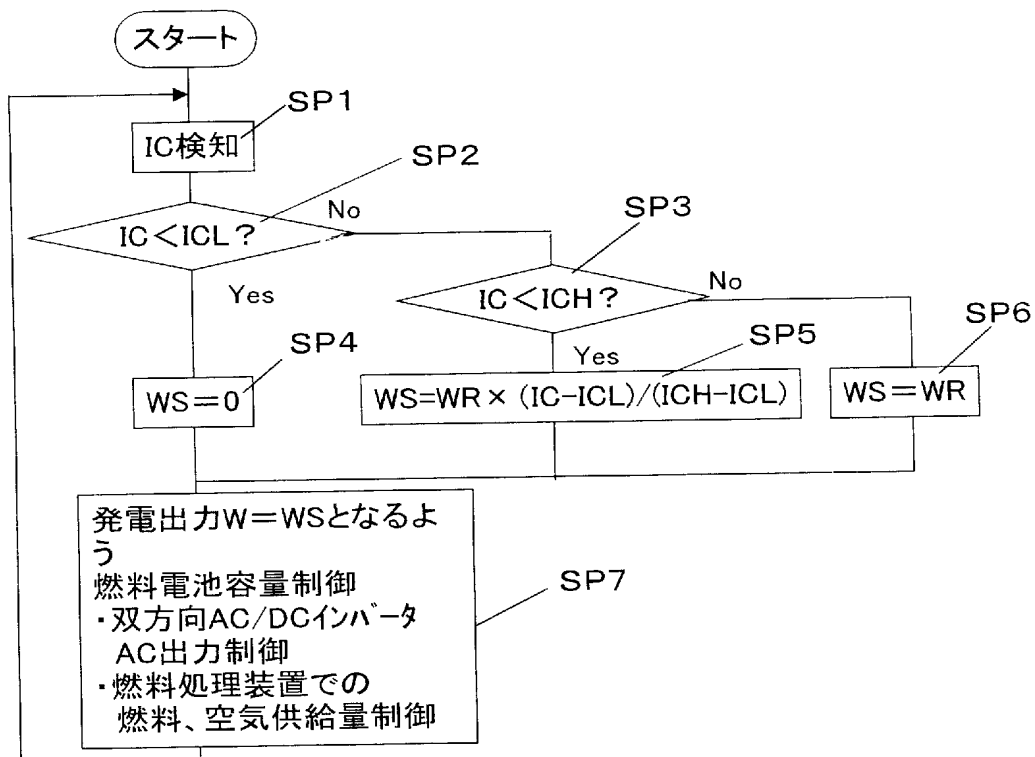 スタート
SP1
IC検知
SP2
IC<ICL?
No
SP3
IC<ICH?
No
Yes
SP4
WS=0
Yes
SP5
WS=WR×(IC-ICL)/(ICH-ICL)
SP6
WS=WR
発電出力W=WSとなるよ
う
燃料電池容量制御
・双方向AC/DCインバータ
AC出力制御
・燃料処理装置での
燃料、空気供給量制御
SP7